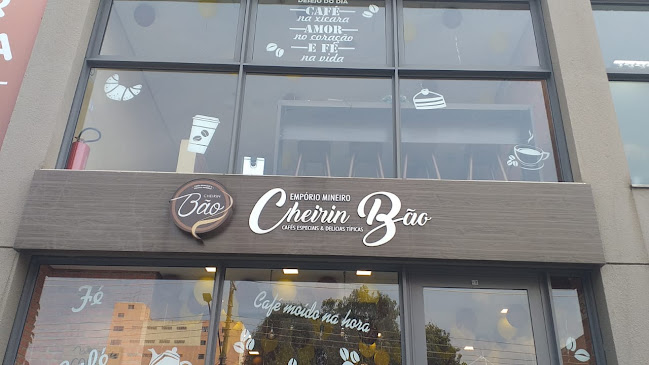 DESEJO DO DIA
CAFÉ
na xícara
AMOR
no coração
E FÉ
na vida
CHEIRIN
Bão
EMPÓRIO MINEIRO
Cheirin Bão
CAFÉS ESPECIAIS & DELÍCIAS TÍPICAS
Fé
Café moído na hora
Café